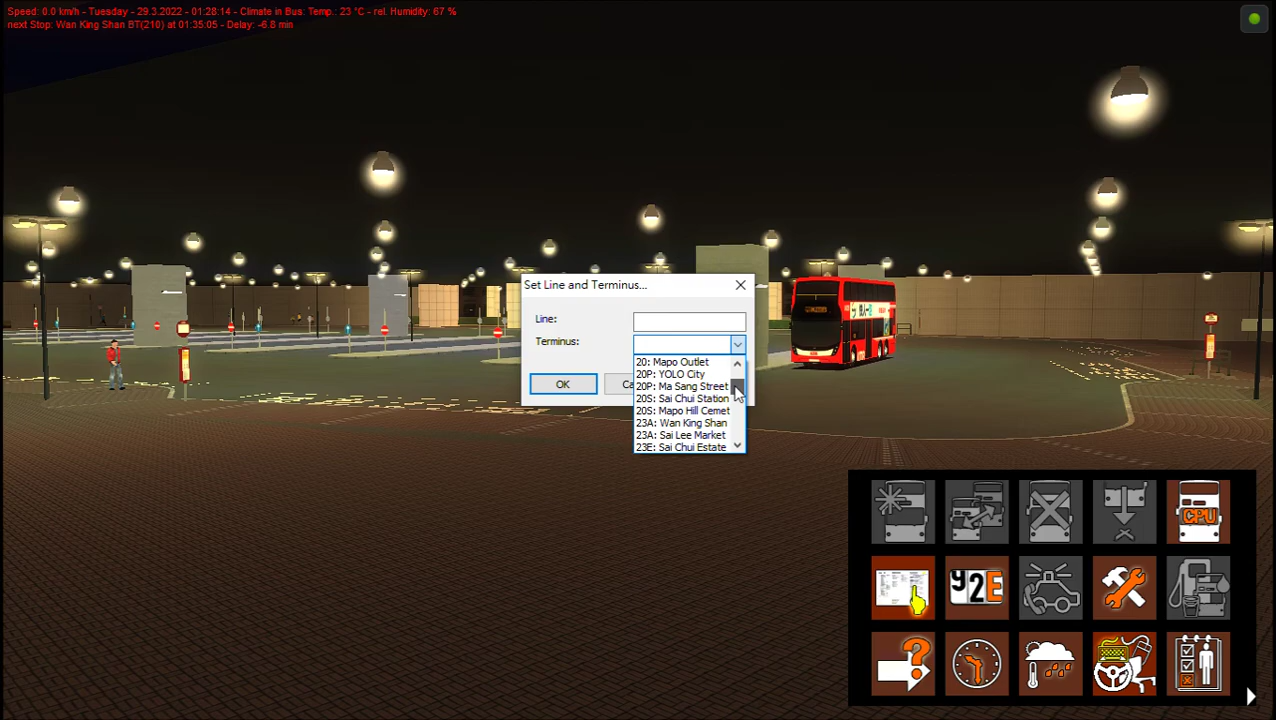 Speed: 0.0 km/h - Tuesday - 29.3.2022 - 01:28:14 - Climate in Bus: Temp.: 23 °C - rel. Humidity: 67 %
next Stop: Wan King Shan BT(210) at 01:35:05 - Delay: -6.8 min
Set Line and Terminus...
Line:
Terminus:
20: Mapo Outlet
20P: YOLO City
20P: Ma Sang Street
OK
Ca
20S: Sai Chui Station
20S: Mapo Hill Cemet
23A: Wan King Shan
23A: Sai Lee Market
23E: Sai Chui Estate
CPU
92E